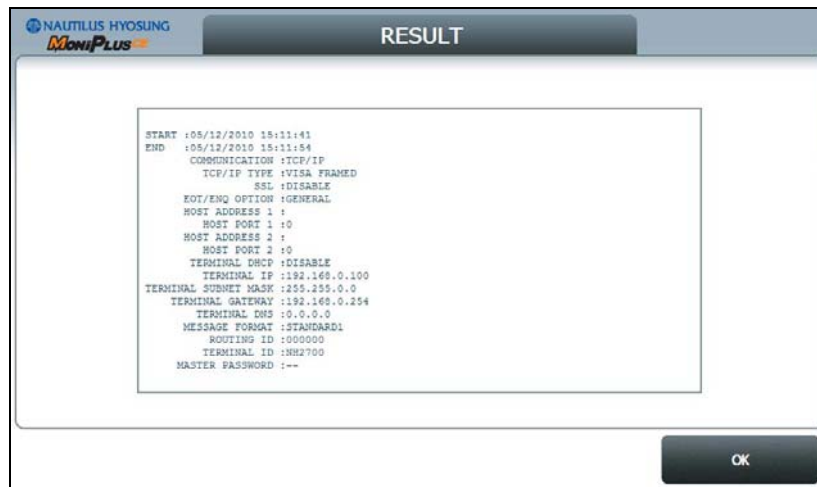 NAUTILUS HYOSUNG
MONIPLUS CE
RESULT
START :05/12/2010 15:11:41
END :05/12/2010 15:11:54
COMMUNICATION :TCP/IP
TCP/IP TYPE :VISA FRAMED
SSL :DISABLE
EOT/ENQ OPTION :GENERAL
HOST ADDRESS 1 :
HOST PORT 1 :0
HOST ADDRESS 2 :
HOST PORT 2 :0
TERMINAL DHCP :DISABLE
TERMINAL IP :192.168.0.100
TERMINAL SUBNET MASK :255.255.0.0
TERMINAL GATEWAY :192.168.0.254
TERMINAL DNS :0.0.0.0
MESSAGE FORMAT :STANDARD1
ROUTING ID :000000
TERMINAL ID :NH2700
MASTER PASSWORD :--
OK